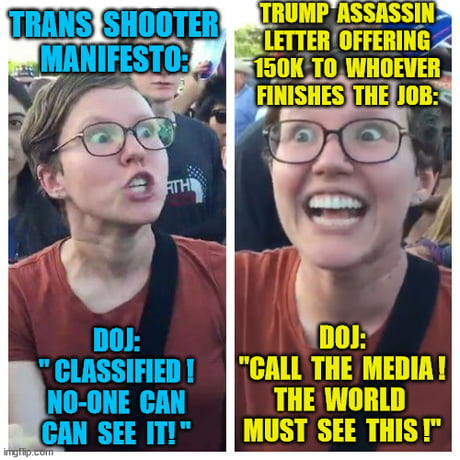 TRANS SHOOTER
MANIFESTO:
TRUMP ASSASSIN
LETTER OFFERING
150K TO WHOEVER
FINISHES THE JOB:
ATH
DOJ:
" CLASSIFIED !
NO-ONE CAN
CAN SEE IT! "
DOJ:
"CALL THE MEDIA !
THE WORLD
MUST SEE THIS !"
imgflip.com